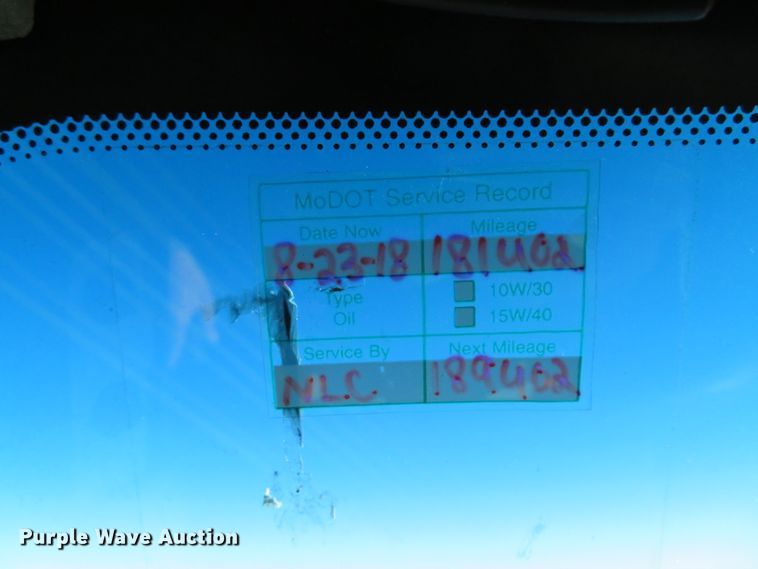 MoDOT Service Record
Date Now Mileage
8-23-18 181402
Type Oil
10W/30
15W/40
Service By Next Mileage
NLC 189402
Purple Wave Auction